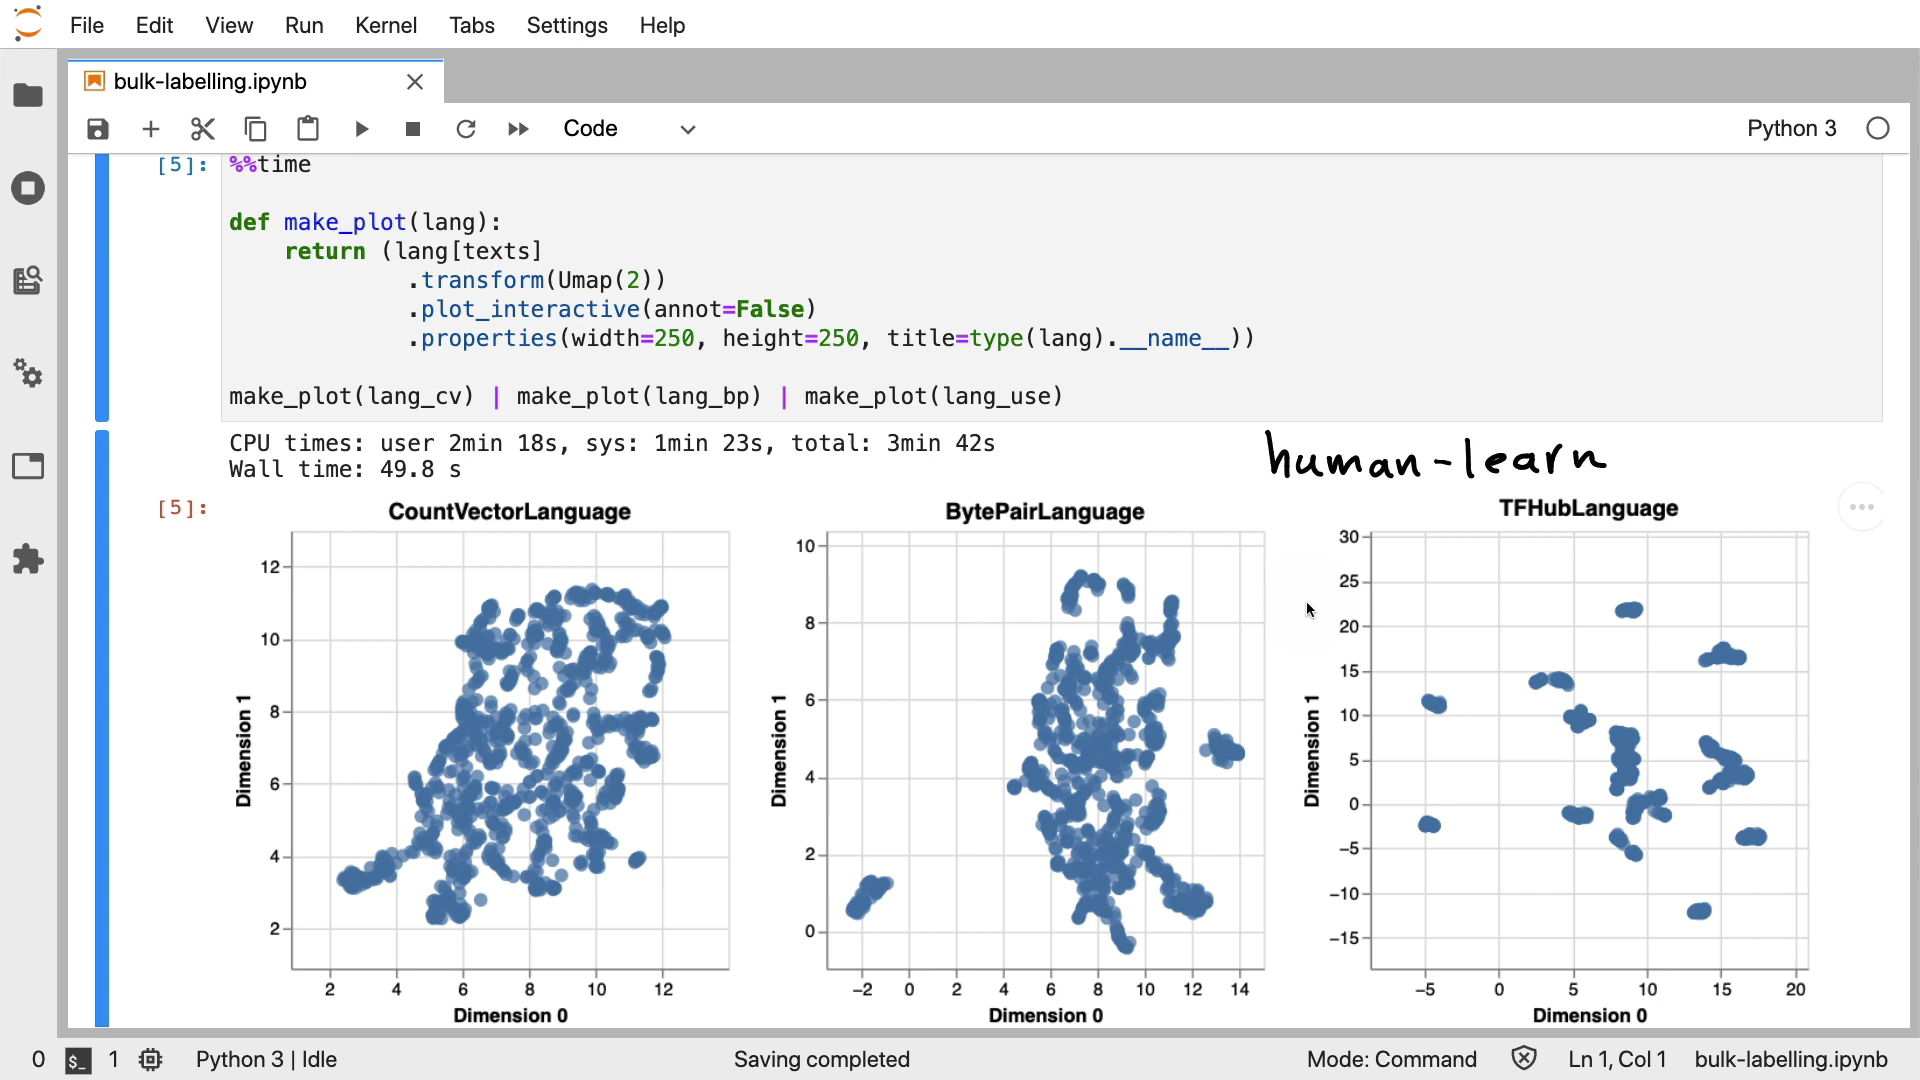 File Edit View Run Kernel Tabs Settings Help
bulk-labelling.ipynb
Code
Python 3
[5]: %%time
def make_plot(lang):
    return (lang[texts]
            .transform(Umap(2))
            .plot_interactive(annot=False)
            .properties(width=250, height=250, title=type(lang).__name__))
make_plot(lang_cv) | make_plot(lang_bp) | make_plot(lang_use)
CPU times: user 2min 18s, sys: 1min 23s, total: 3min 42s
Wall time: 49.8 s
human-learn
[5]:
CountVectorLanguage
12
10
8
6
4
2
Dimension 1
2 4 6 8 10 12
Dimension 0
BytePairLanguage
10
8
6
4
2
0
Dimension 1
−2 0 2 4 6 8 10 12 14
Dimension 0
TFHubLanguage
30
25
20
15
10
5
0
−5
−10
−15
Dimension 1
−5 0 5 10 15 20
Dimension 0
0 $_ 1 Python 3 | Idle Saving completed Mode: Command Ln 1, Col 1 bulk-labelling.ipynb